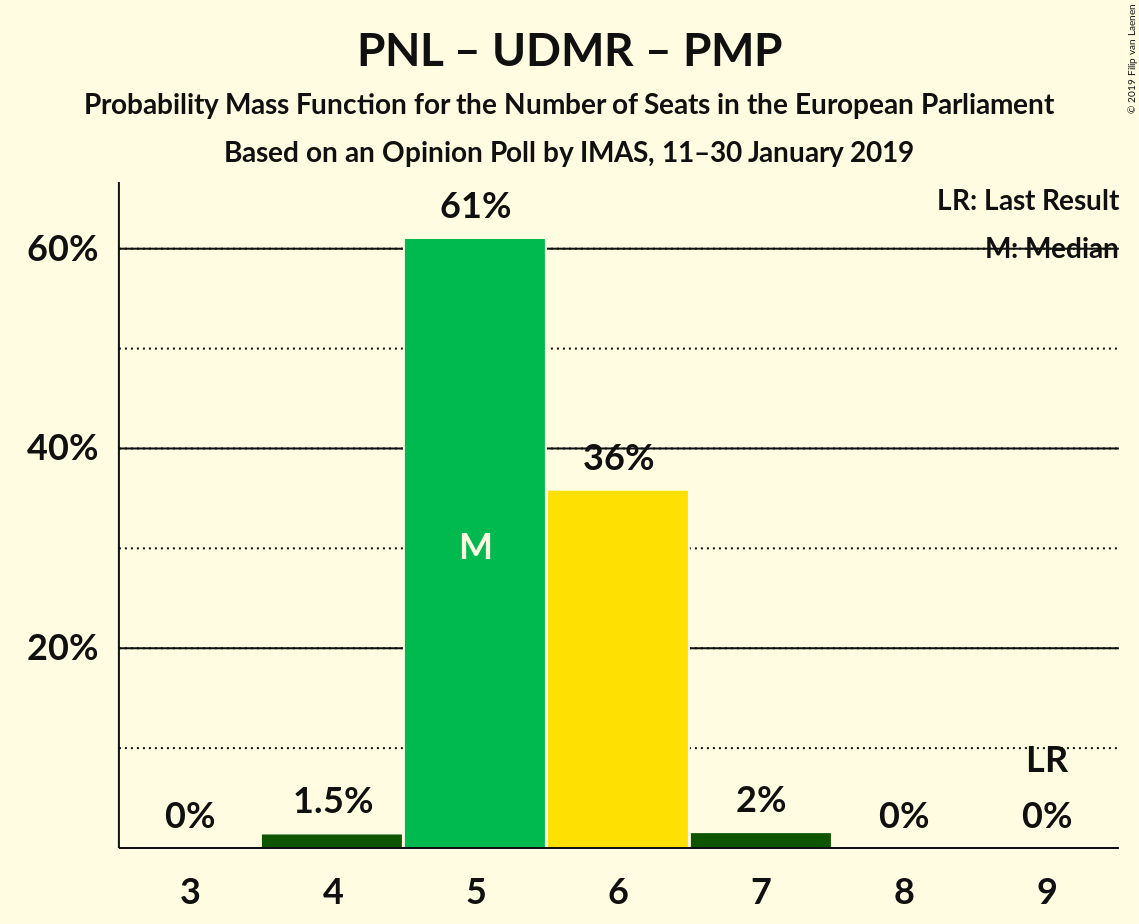 PNL – UDMR – PMP
Probability Mass Function for the Number of Seats in the European Parliament
Based on an Opinion Poll by IMAS, 11–30 January 2019
© 2019 Filip van Laenen
LR: Last Result
M: Median
60%
40%
20%
0%
1.5%
61%
M
36%
2%
0%
LR
0%
3 4 5 6 7 8 9